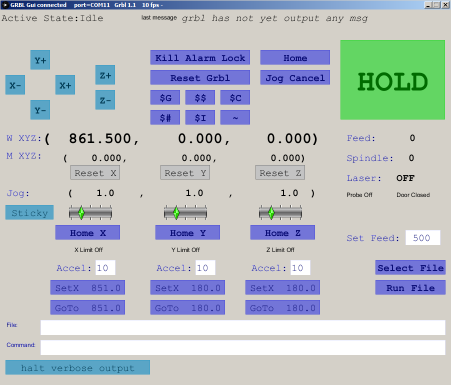 GRBL Gui connected port=COM11 Grbl 1.1 10 fps -
Active State:Idle last message grbl has not yet output any msg
Y+
X- X+
Y-
Z+
Z-
Kill Alarm Lock Home
Reset Grbl Jog Cancel
$G $$ $C
$# $I ~
HOLD
W XYZ:( 861.500, 0.000, 0.000)
M XYZ: ( 0.000, 0.000, 0.000)
Reset X Reset Y Reset Z
Jog: ( 1.0 , 1.0 , 1.0 )
Sticky
Home X Home Y Home Z
X Limit Off Y Limit Off Z Limit Off
Accel: 10 Accel: 10 Accel: 10
SetX 851.0 SetX 180.0 SetX 180.0
GoTo 851.0 GoTo 180.0 GoTo 180.0
Feed: 0
Spindle: 0
Laser: OFF
Probe Off Door Closed
Set Feed: 500
Select File
Run File
File:
Command:
halt verbose output